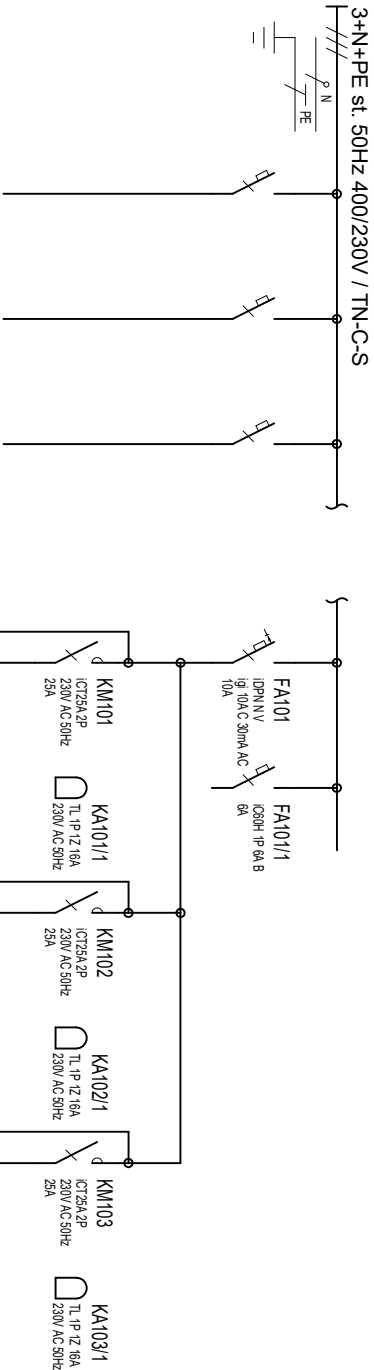 3+N+PE st. 50Hz 400/230V / TN-C-S
N
PE
FA101
iDPN N V
igi 10A C 30mA AC
10A
FA101/1
iC60H 1P 6A B
6A
KM101
iCT25A 2P
230V AC 50Hz
25A
KA101/1
TL 1P 1Z 16A
230V AC 50Hz
KM102
iCT25A 2P
230V AC 50Hz
25A
KA102/1
TL 1P 1Z 16A
230V AC 50Hz
KM103
iCT25A 2P
230V AC 50Hz
25A
KA103/1
TL 1P 1Z 16A
230V AC 50Hz